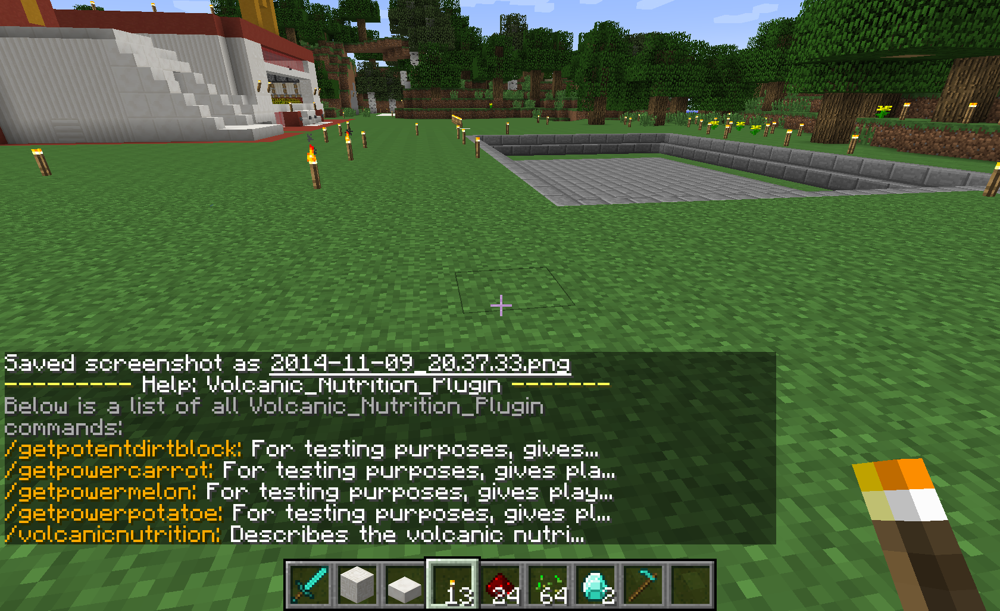 Saved screenshot as 2014-11-09_20.37.33.png
--------- Help: Volcanic_Nutrition_Plugin -------
Below is a list of all Volcanic_Nutrition_Plugin
commands:
/getpotentdirtblock: For testing purposes, gives...
/getpowercarrot: For testing purposes, gives pla...
/getpowermelon: For testing purposes, gives play...
/getpowerpotatoe: For testing purposes, gives pl...
/volcanicnutrition: Describes the volcanic nutri...
13 24 64 2